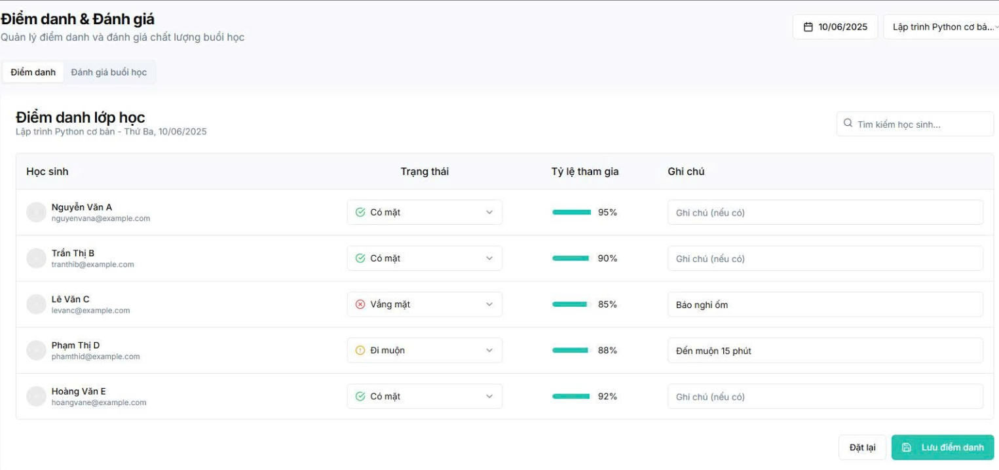 Điểm danh & Đánh giá
Quản lý điểm danh và đánh giá chất lượng buổi học
10/06/2025
Lập trình Python cơ bả...
Điểm danh
Đánh giá buổi học
Điểm danh lớp học
Lập trình Python cơ bản - Thứ Ba, 10/06/2025
Tìm kiếm học sinh...
Học sinh
Trạng thái
Tỷ lệ tham gia
Ghi chú
Nguyễn Văn A
nguyenvana@example.com
Có mặt
95%
Ghi chú (nếu có)
Trần Thị B
tranthib@example.com
Có mặt
90%
Ghi chú (nếu có)
Lê Văn C
levanc@example.com
Vắng mặt
85%
Báo nghỉ ốm
Phạm Thị D
phamthid@example.com
Đi muộn
88%
Đến muộn 15 phút
Hoàng Văn E
hoangvane@example.com
Có mặt
92%
Ghi chú (nếu có)
Đặt lại
Lưu điểm danh